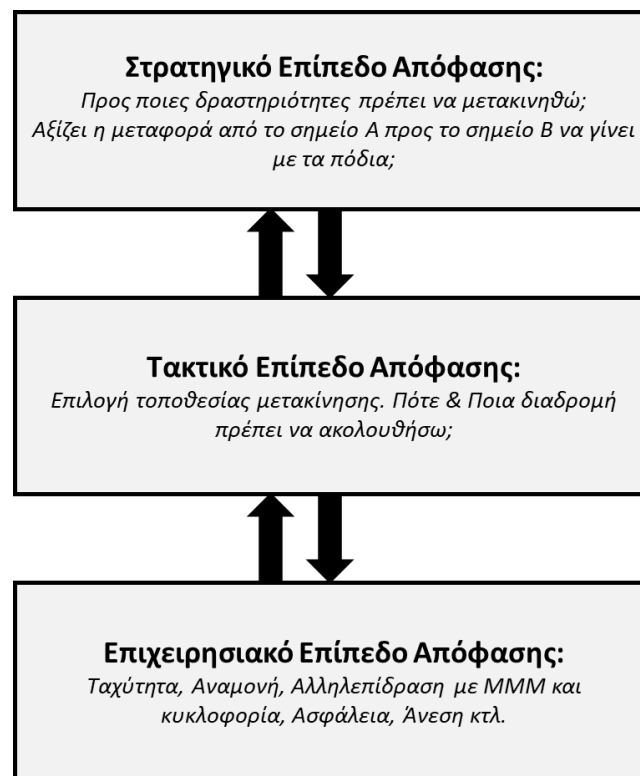 Στρατηγικό Επίπεδο Απόφασης:
Προς ποιες δραστηριότητες πρέπει να μετακινηθώ;
Αξίζει η μεταφορά από το σημείο Α προς το σημείο Β να γίνει
με τα πόδια;
Τακτικό Επίπεδο Απόφασης:
Επιλογή τοποθεσίας μετακίνησης. Πότε & Ποια διαδρομή
πρέπει να ακολουθήσω;
Επιχειρησιακό Επίπεδο Απόφασης:
Ταχύτητα, Αναμονή, Αλληλεπίδραση με ΜΜΜ και
κυκλοφορία, Ασφάλεια, Άνεση κτλ.